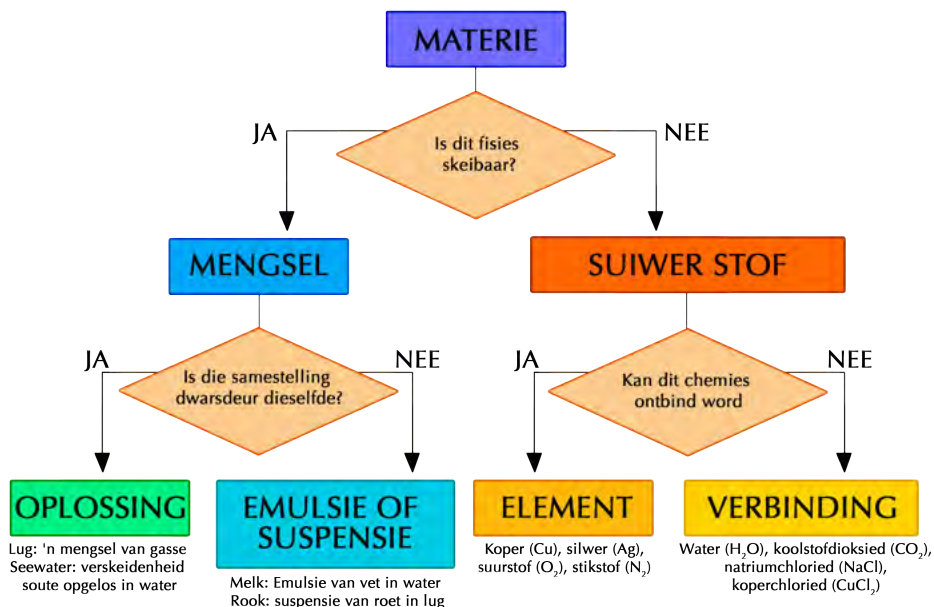 MATERIE
JA
NEE
Is dit fisies
skeibaar?
MENGSEL
SUIWER STOF
JA
NEE
Is die samestelling
dwarsdeur dieselfde?
JA
NEE
Kan dit chemies
ontbind word
OPLOSSING
Lug: 'n mengsel van gasse
Seewater: verskeidenheid
soute opgelos in water
EMULSIE OF
SUSPENSIE
Melk: Emulsie van vet in water
Rook: suspensie van roet in lug
ELEMENT
Koper (Cu), silwer (Ag),
suurstof (O₂), stikstof (N₂)
VERBINDING
Water (H₂O), koolstofdioksied (CO₂),
natriumchloried (NaCl),
koperchloried (CuCl₂)